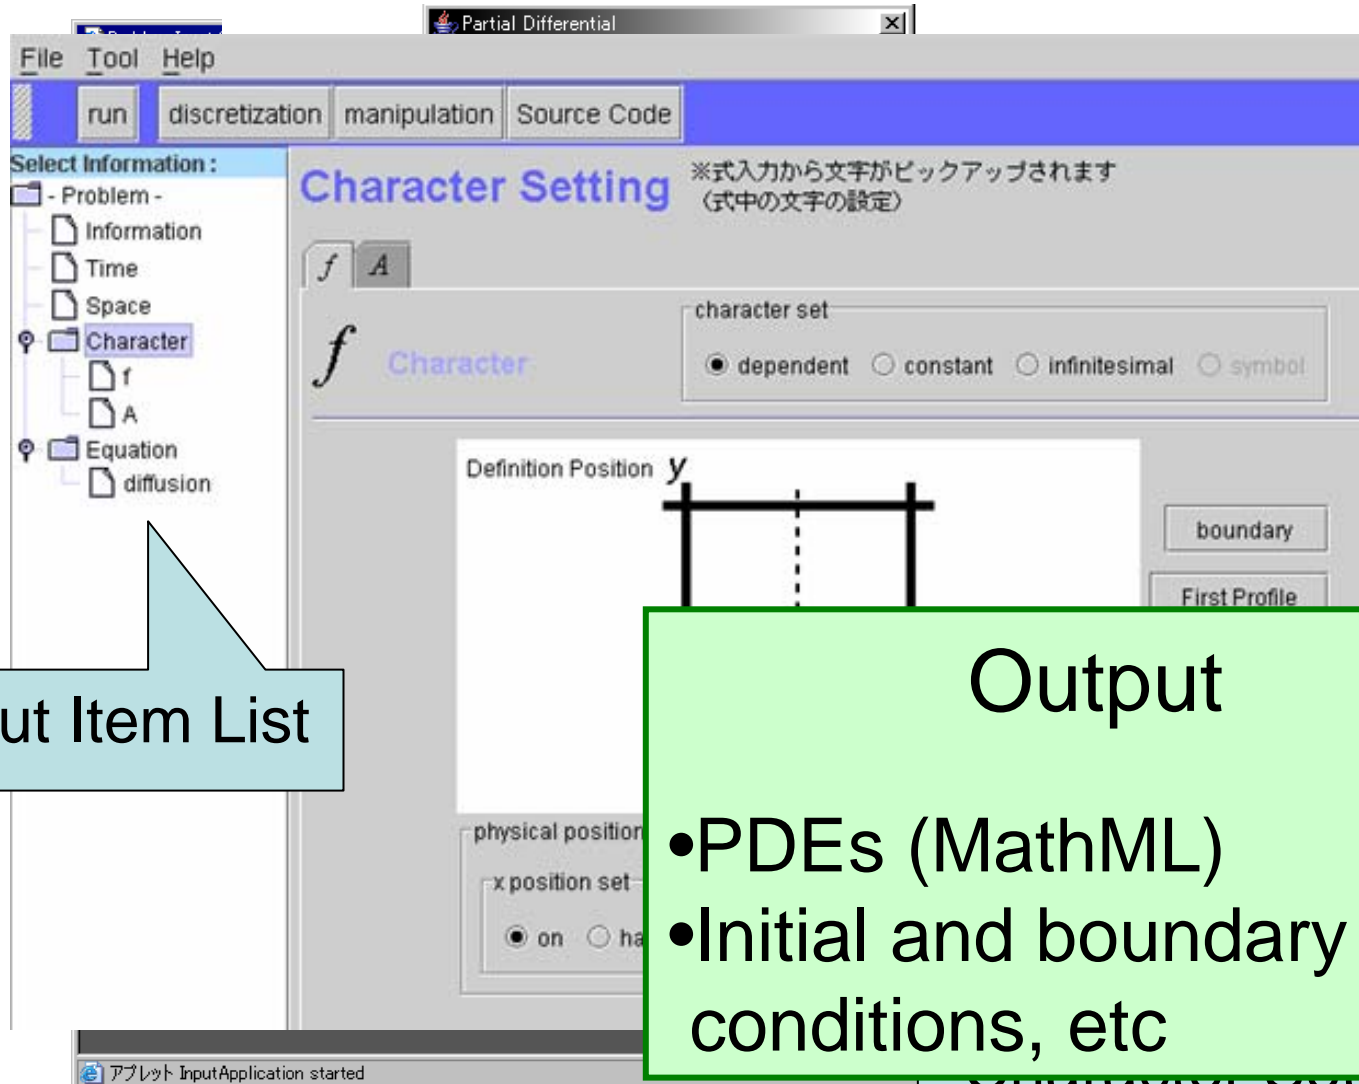 Partial Differential
File Tool Help
run discretization manipulation Source Code
Select Information :
- Problem -
Information
Time
Space
Character
f
A
Equation
diffusion
Character Setting
※式入力から文字がピックアップされます
(式中の文字の設定)
f A
f Character
character set
dependent constant infinitesimal symbol
Definition Position y
boundary
First Profile
ut Item List
physical position
x position set
on ha
Output
•PDEs (MathML)
•Initial and boundary
conditions, etc
アプレット InputApplication started